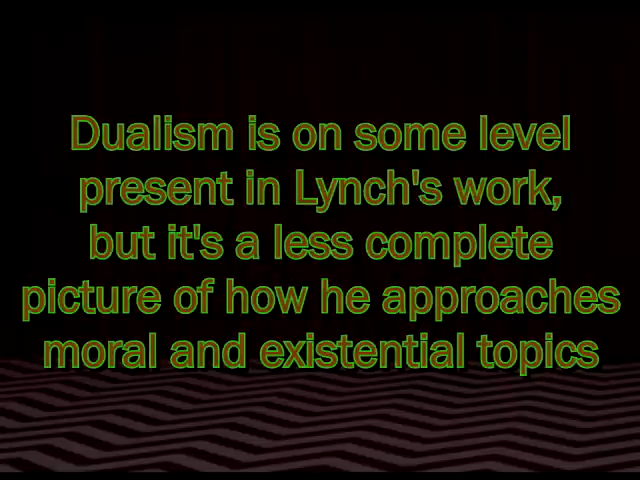 Dualism is on some level
present in Lynch's work,
but it's a less complete
picture of how he approaches
moral and existential topics